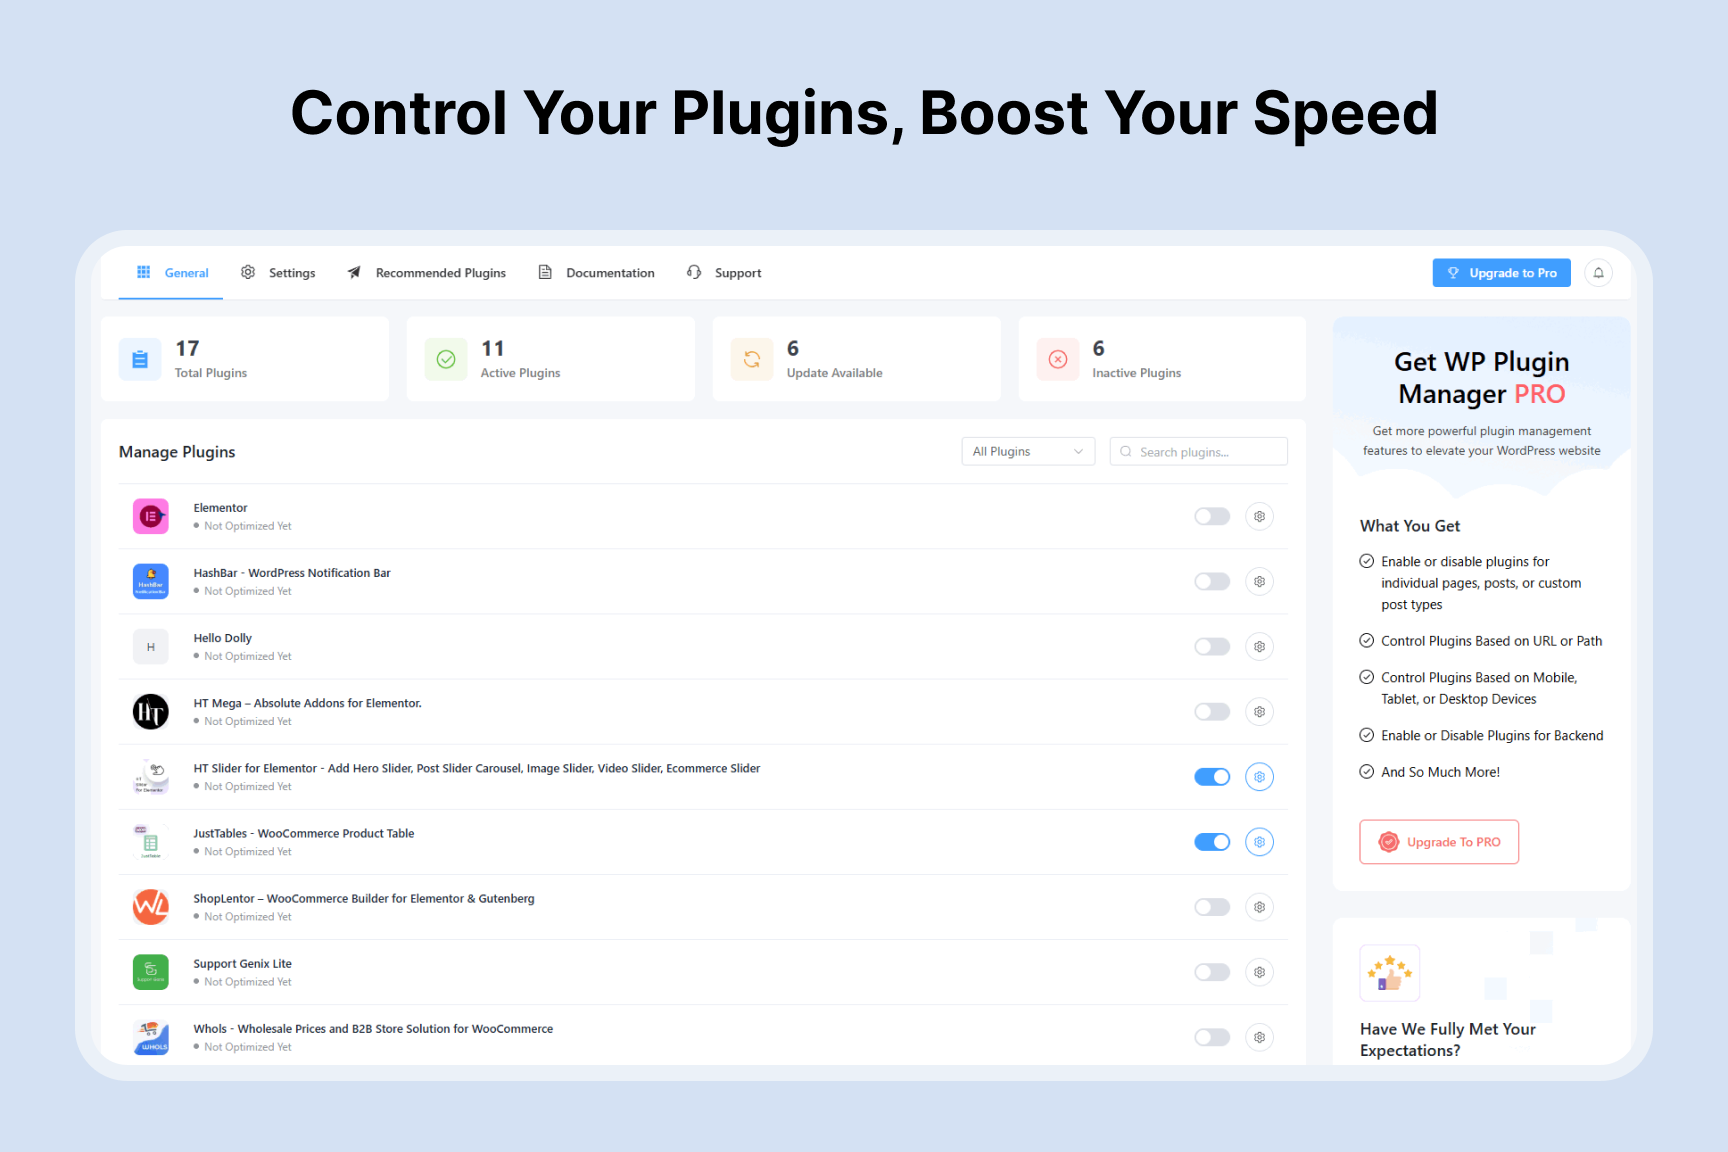 Control Your Plugins, Boost Your Speed
General
Settings
Recommended Plugins
Documentation
Support
Upgrade to Pro
17
Total Plugins
11
Active Plugins
6
Update Available
6
Inactive Plugins
Manage Plugins
All Plugins
Search plugins...
Elementor
Not Optimized Yet
HashBar
HashBar - WordPress Notification Bar
Not Optimized Yet
H
Hello Dolly
Not Optimized Yet
HT
HT Mega – Absolute Addons for Elementor.
Not Optimized Yet
HT Slider for Elementor - Add Hero Slider, Post Slider Carousel, Image Slider, Video Slider, Ecommerce Slider
Not Optimized Yet
JustTables - WooCommerce Product Table
Not Optimized Yet
WL
ShopLentor – WooCommerce Builder for Elementor & Gutenberg
Not Optimized Yet
Support Genix Lite
Not Optimized Yet
WHOLS
Whols - Wholesale Prices and B2B Store Solution for WooCommerce
Not Optimized Yet
Get WP Plugin
Manager PRO
Get more powerful plugin management
features to elevate your WordPress website
What You Get
Enable or disable plugins for
individual pages, posts, or custom
post types
Control Plugins Based on URL or Path
Control Plugins Based on Mobile,
Tablet, or Desktop Devices
Enable or Disable Plugins for Backend
And So Much More!
Upgrade To PRO
Have We Fully Met Your
Expectations?